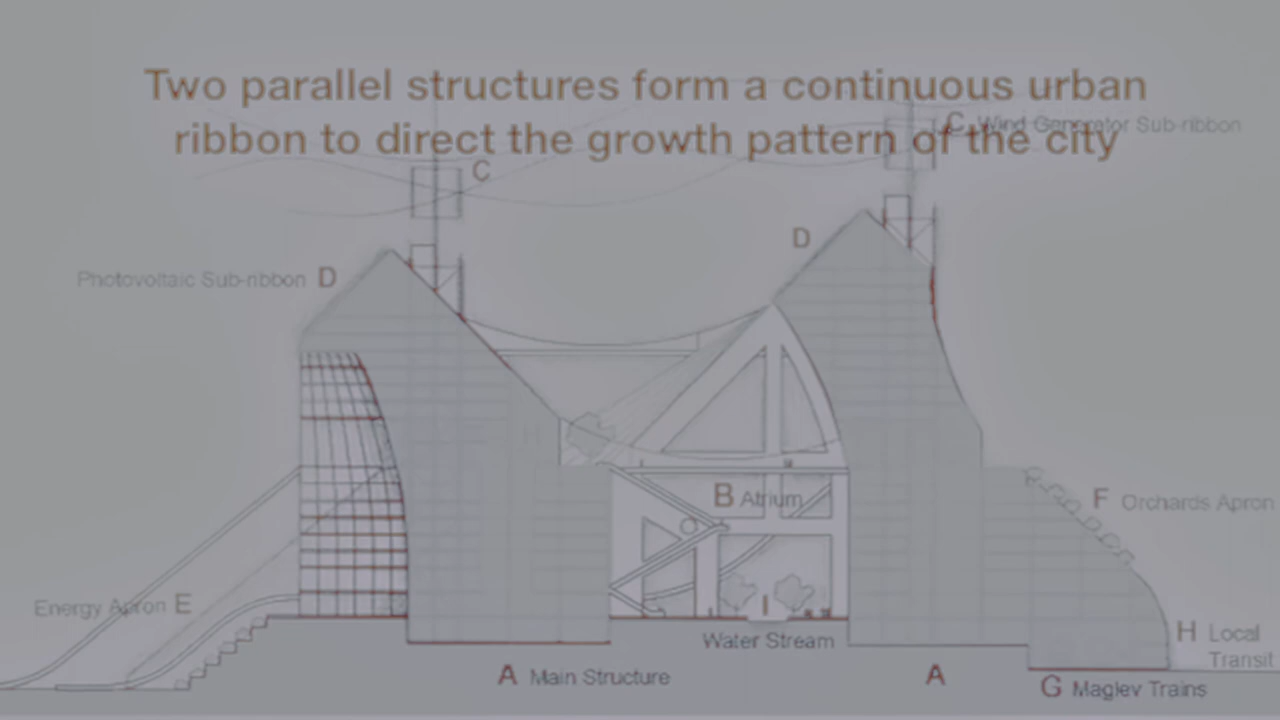 Two parallel structures form a continuous urban
ribbon to direct the growth pattern of the city
C Wind Generator Sub-ribbon
C
D
Photovoltaic Sub-ribbon D
B Atrium
F Orchards Apron
Energy Apron E
I
Water Stream
H Local
Transit
A Main Structure
A
G Maglev Trains